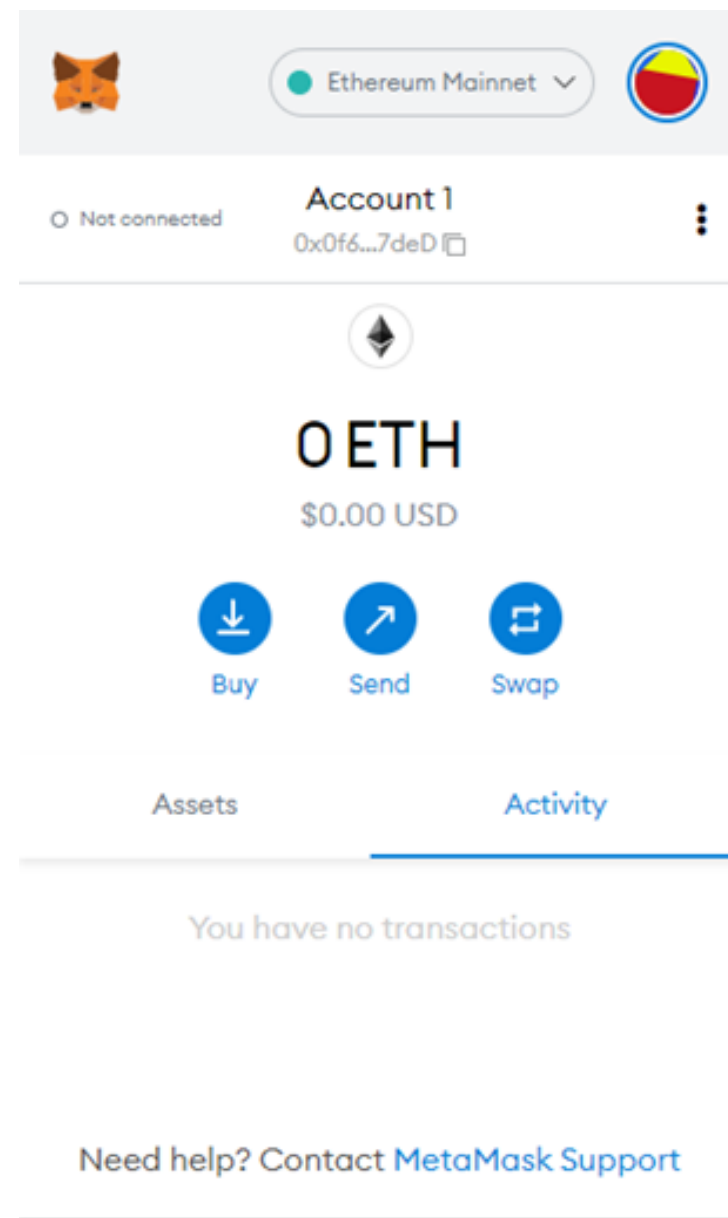 Ethereum Mainnet
Not connected
Account 1
0x0f6...7deD
0 ETH
$0.00 USD
Buy Send Swap
Assets Activity
You have no transactions
Need help? Contact MetaMask Support